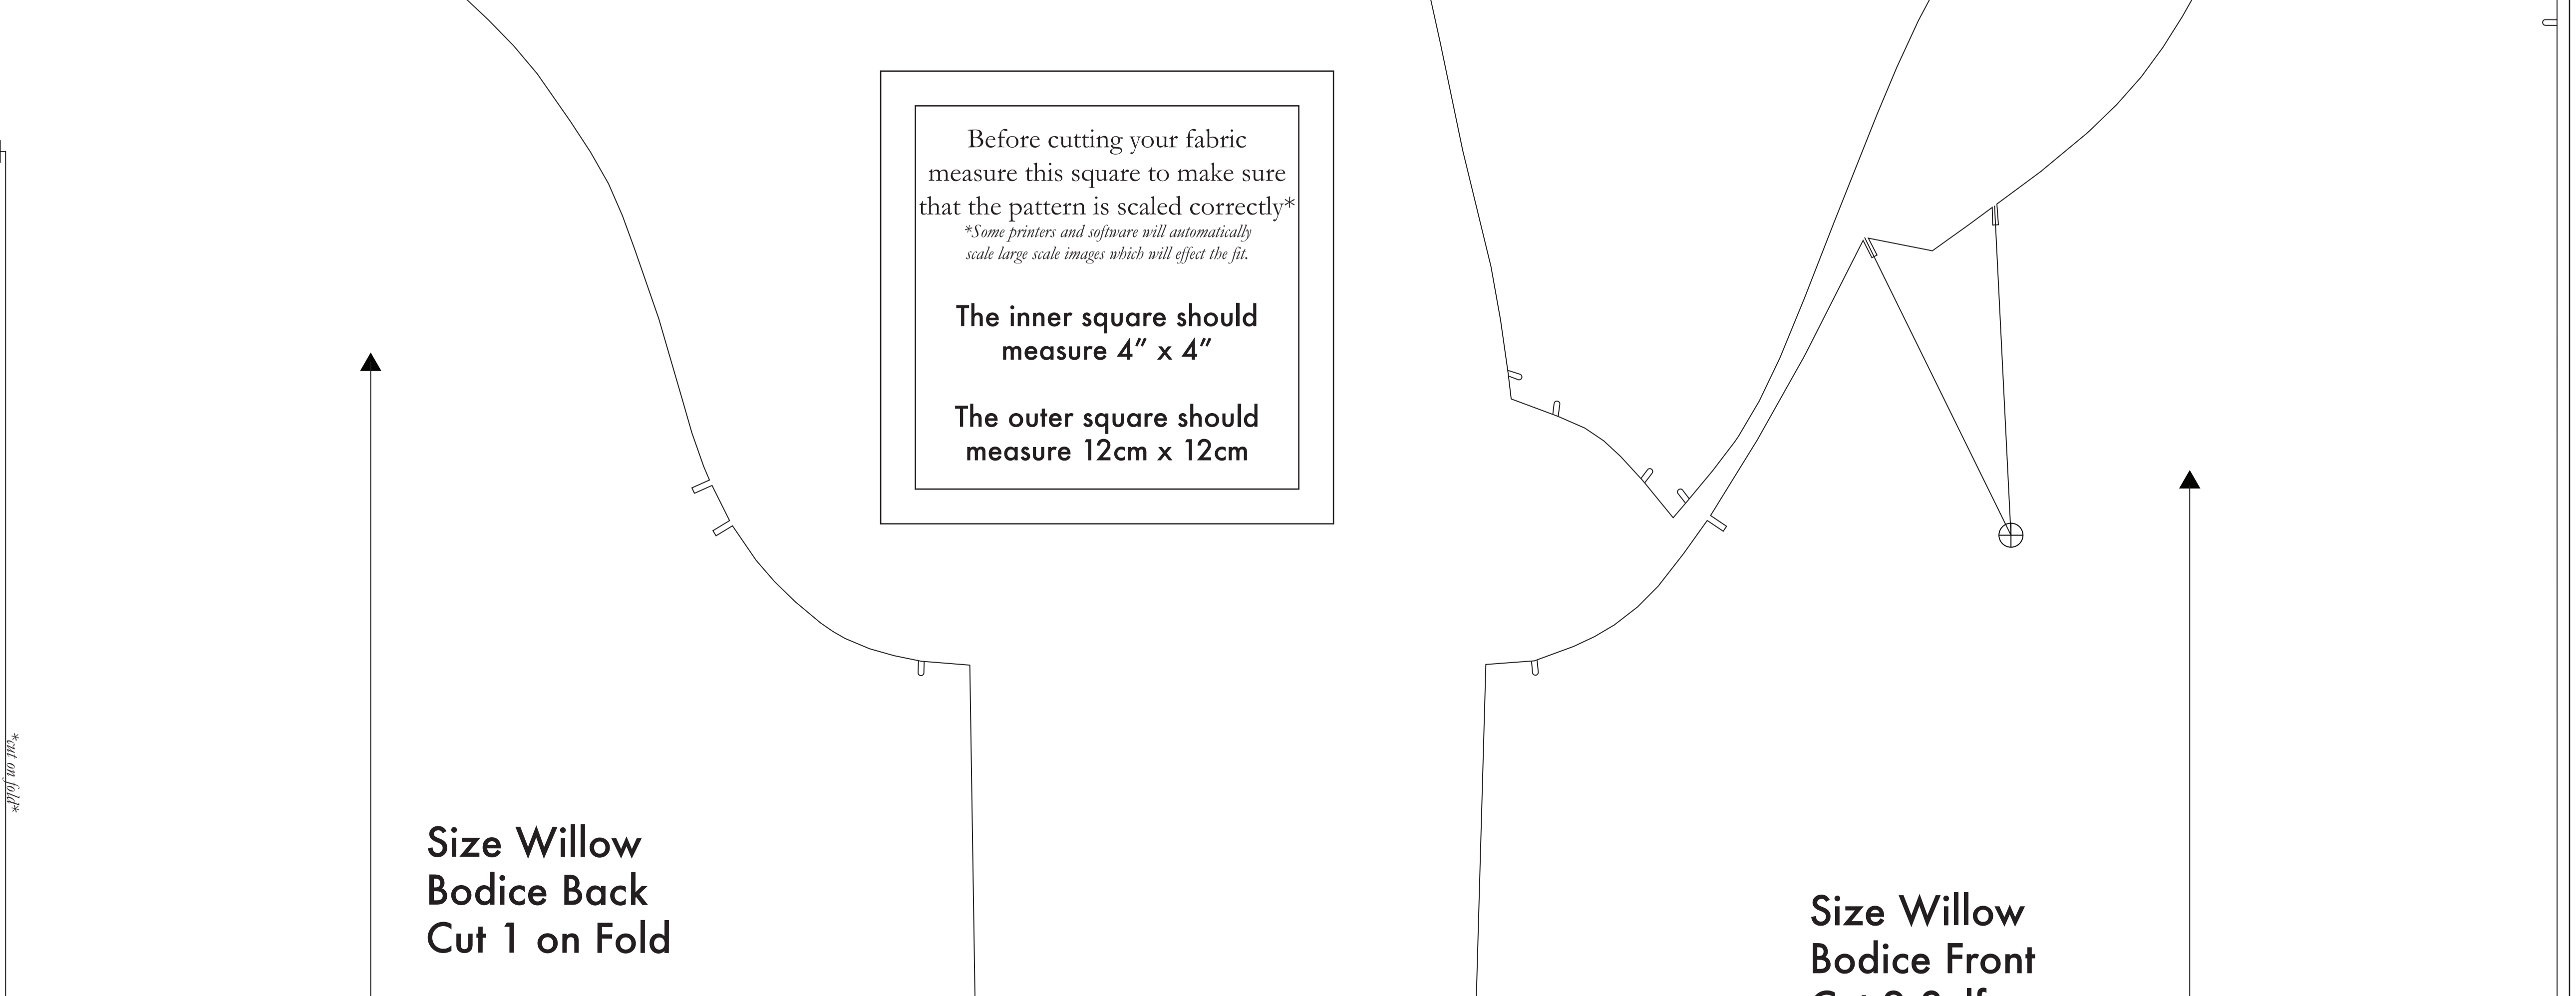 Before cutting your fabric
measure this square to make sure
that the pattern is scaled correctly*
*Some printers and software will automatically
scale large scale images which will effect the fit.
The inner square should
measure 4” x 4”
The outer square should
measure 12cm x 12cm
*cut on fold*
Size Willow
Bodice Back
Cut 1 on Fold
Size Willow
Bodice Front